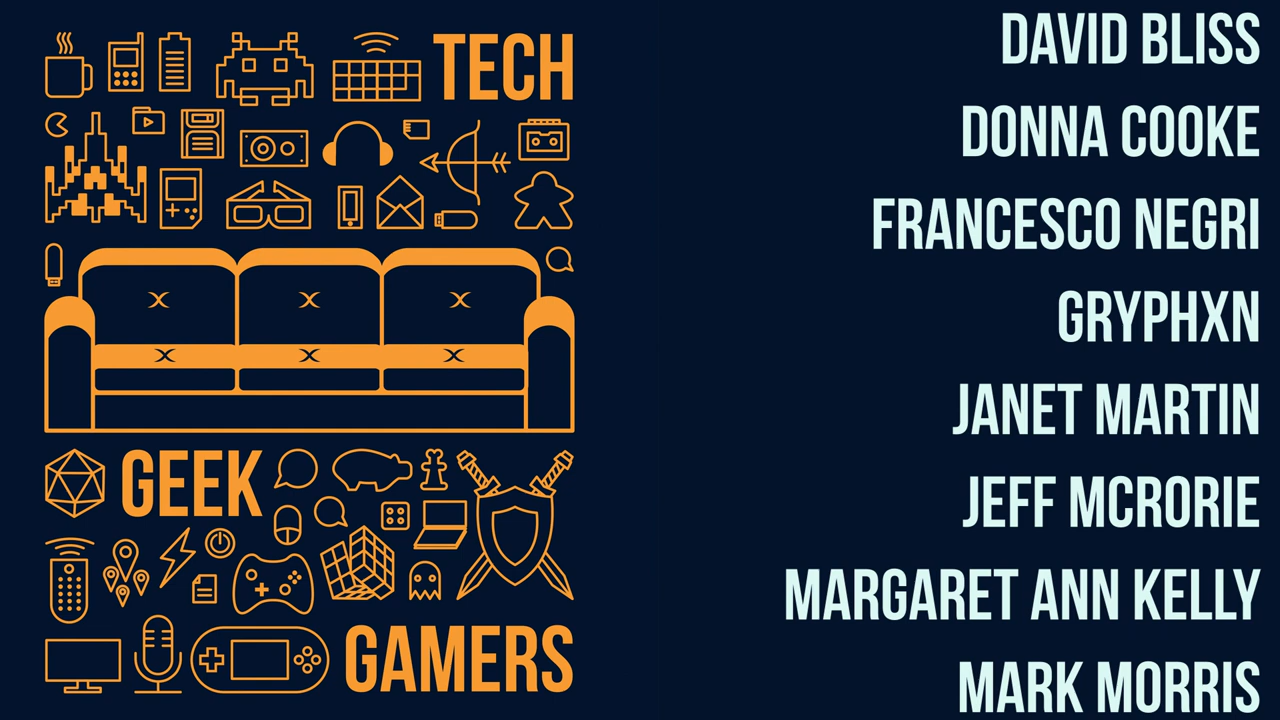 TECH
GEEK
GAMERS
DAVID BLISS
DONNA COOKE
FRANCESCO NEGRI
GRYPHXN
JANET MARTIN
JEFF MCRORIE
MARGARET ANN KELLY
MARK MORRIS